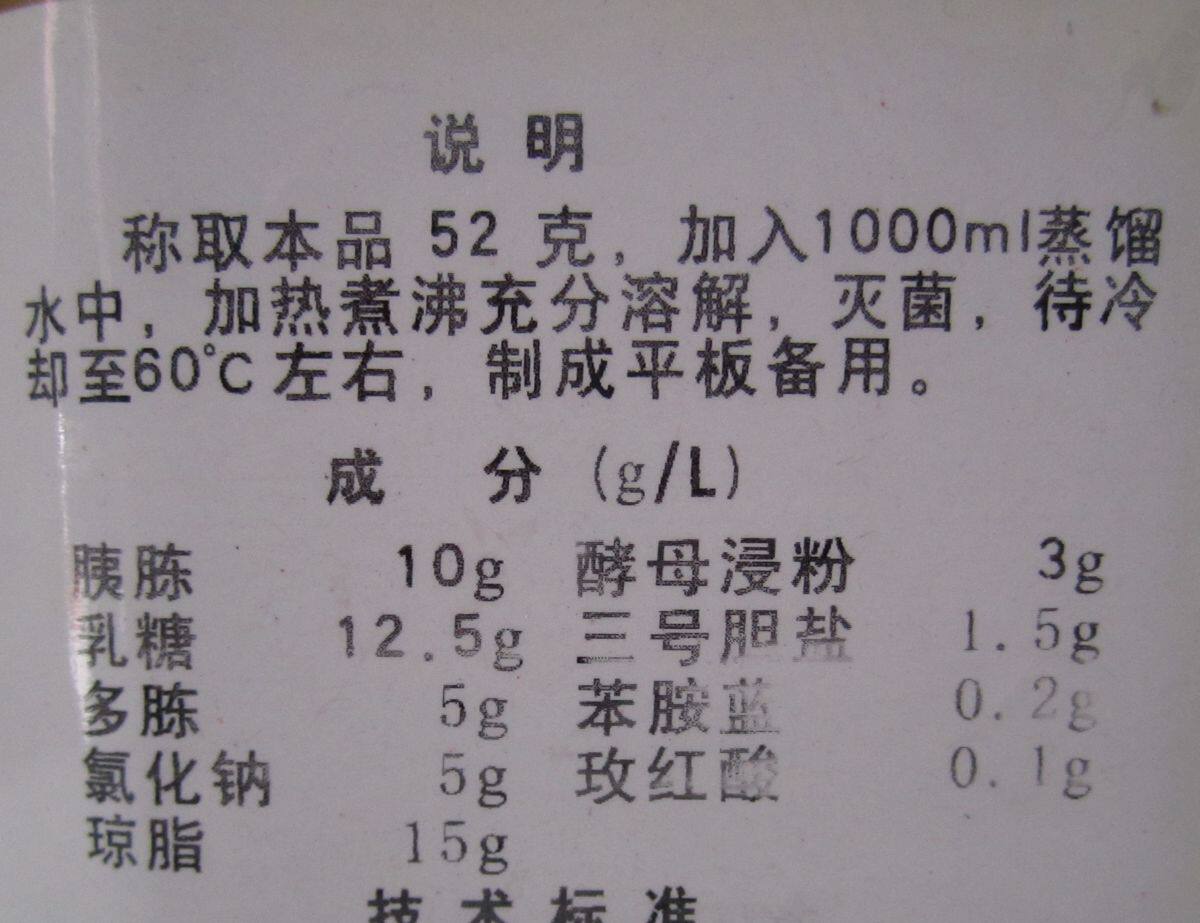 说 明
称取本品 52 克，加入1000ml蒸馏
水中，加热煮沸充分溶解，灭菌，待冷
却至60℃左右，制成平板备用。
成 分 (g/L)
胰胨 10g 酵母浸粉 3g
乳糖 12.5g 三号胆盐 1.5g
多胨 5g 苯胺蓝 0.2g
氯化钠 5g 玫红酸 0.1g
琼脂 15g
技术标准